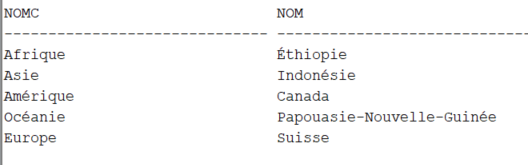 NOMC NOM
------------------------------ ------------------------------
Afrique Éthiopie
Asie Indonésie
Amérique Canada
Océanie Papouasie-Nouvelle-Guinée
Europe Suisse